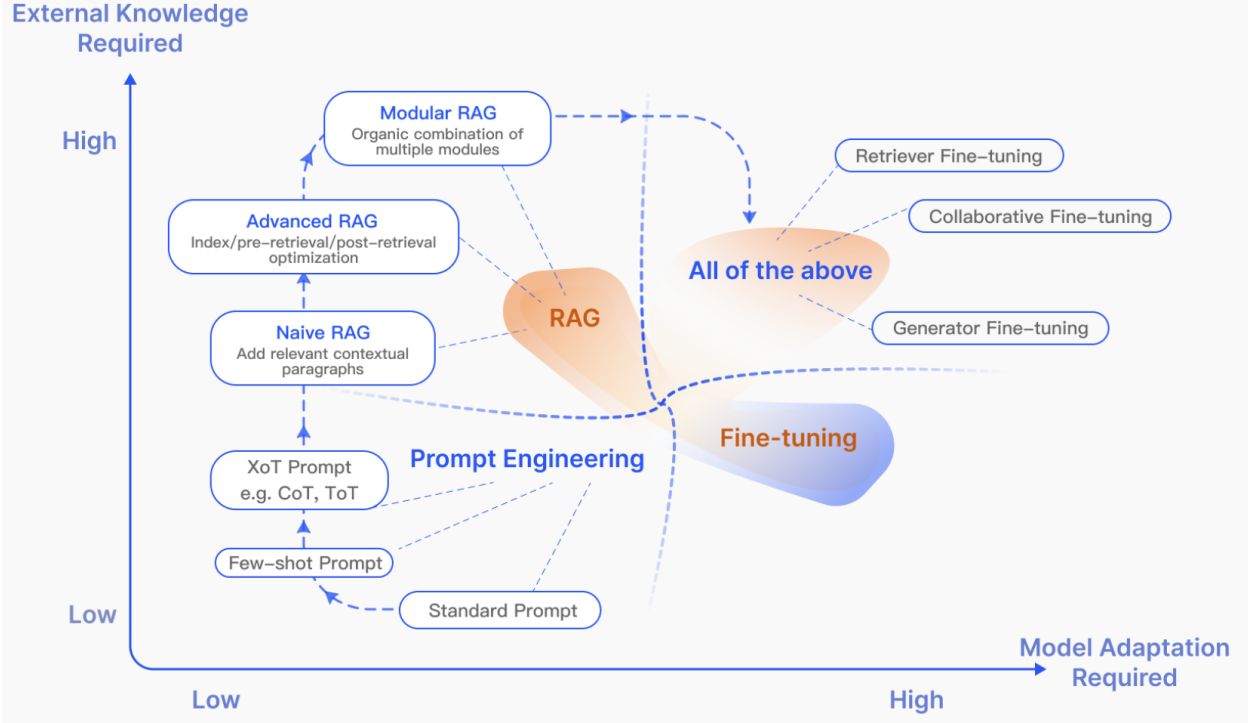 External Knowledge
Required
High
Modular RAG
Organic combination of
multiple modules
Retriever Fine-tuning
Advanced RAG
Index/pre-retrieval/post-retrieval
optimization
Collaborative Fine-tuning
All of the above
RAG
Naive RAG
Add relevant contextual
paragraphs
Generator Fine-tuning
Fine-tuning
Prompt Engineering
XoT Prompt
e.g. CoT, ToT
Few-shot Prompt
Standard Prompt
Low
Model Adaptation
Required
Low
High